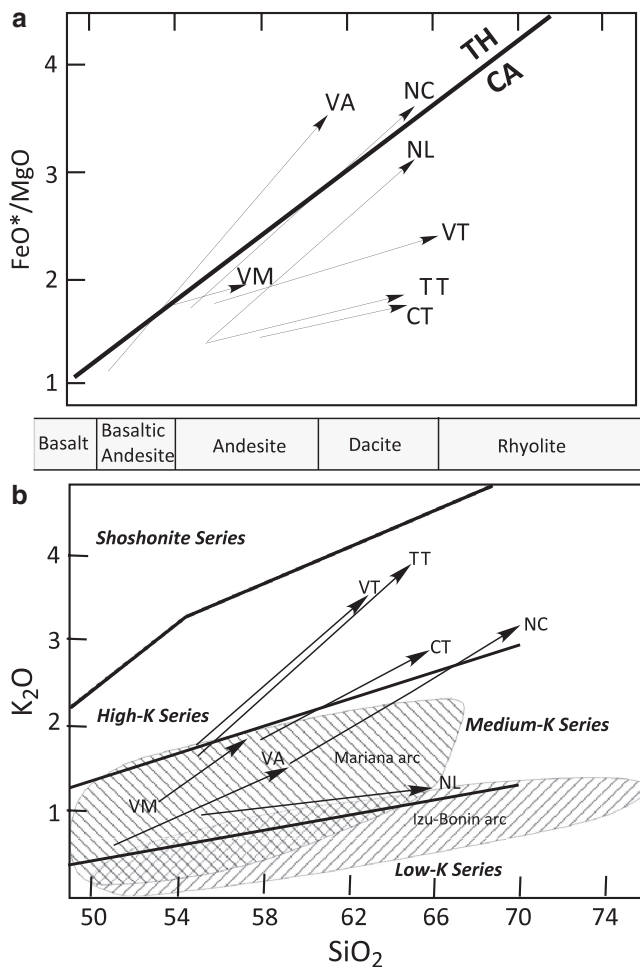 a
TH
CA
4
3
2
1
FeO*/MgO
VA
NC
NL
VT
VM
TT
CT
Basalt
Basaltic
Andesite
Andesite
Dacite
Rhyolite
b
Shoshonite Series
4
3
2
1
K₂O
TT
VT
NC
CT
High-K Series
Medium-K Series
VA
Mariana arc
VM
NL
Izu-Bonin arc
Low-K Series
50
54
58
62
66
70
74
SiO₂